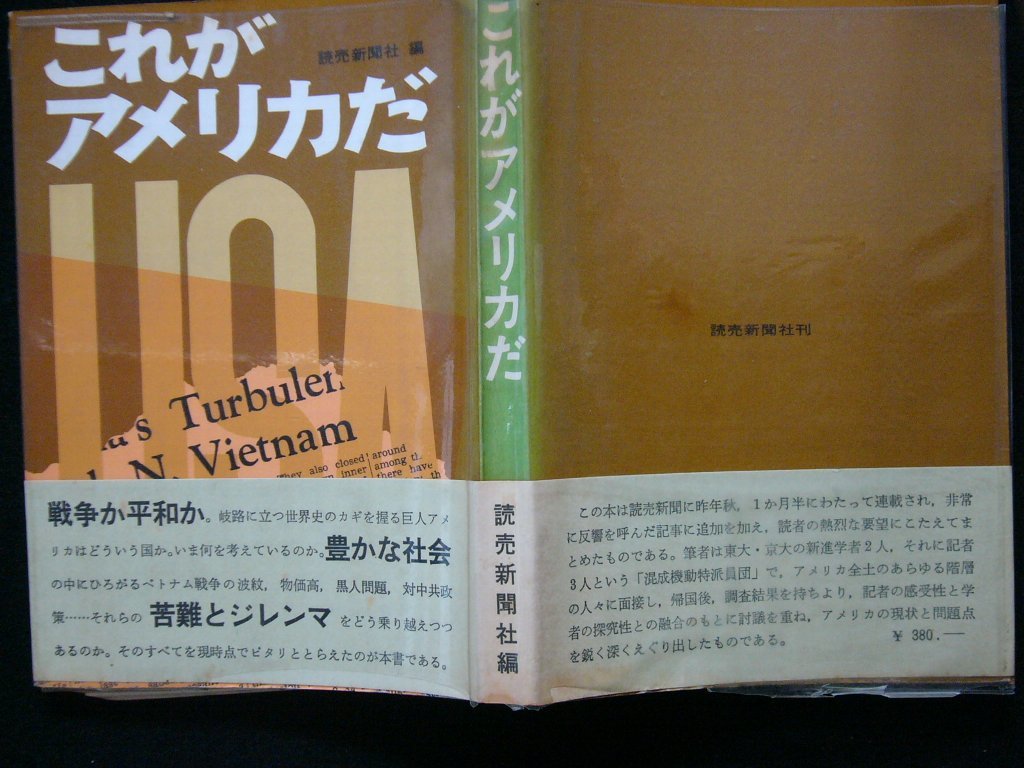 これが
アメリカだ
読売新聞社 編
USA
's Turbulen
N. Vietnam
They also closed around
inner among th
there have
戦争か平和か。岐路に立つ世界史のカギを握る巨人アメ
リカはどういう国か。いま何を考えているのか。豊かな社会
の中にひろがるベトナム戦争の波紋，物価高，黒人問題，対中共政
策……それらの 苦難とジレンマ をどう乗り越えつつ
あるのか。そのすべてを現時点でピタリととらえたのが本書である。
これがアメリカだ
読売新聞社編
読売新聞社刊
この本は読売新聞に昨年秋，1か月半にわたって連載され，非常
に反響を呼んだ記事に追加を加え，読者の熱烈な要望にこたえてま
とめたものである。筆者は東大・京大の新進学者2人，それに記者
3人という「混成機動特派員団」で，アメリカ全土のあらゆる階層
の人々に面接し，帰国後，調査結果を持ちより，記者の感受性と学
者の探究性との融合のもとに討議を重ね，アメリカの現状と問題点
を鋭く深くえぐり出したものである。
¥ 380.—